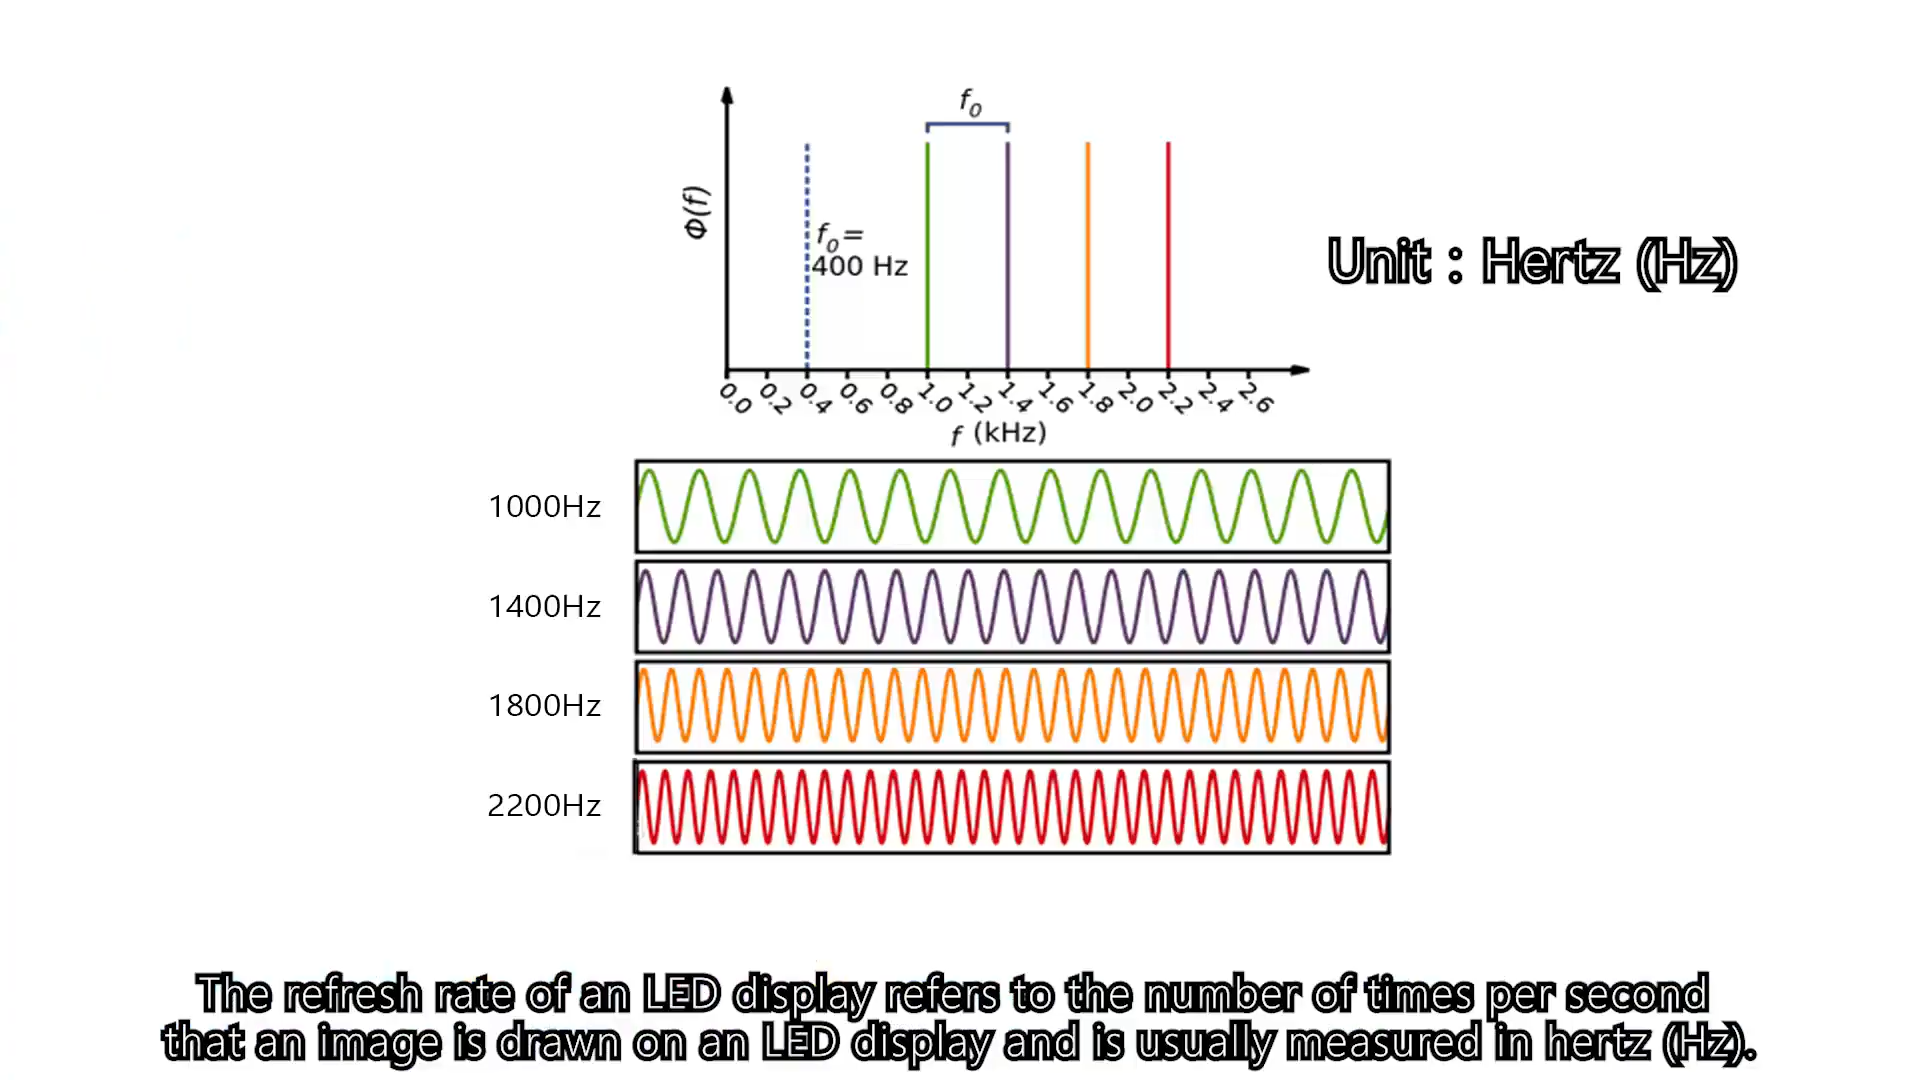 f0
Φ(f)
f0=
400 Hz
Unit : Hertz (Hz)
0.0 0.2 0.4 0.6 0.8 1.0 1.2 1.4 1.6 1.8 2.0 2.2 2.4 2.6
f (kHz)
1000Hz
1400Hz
1800Hz
2200Hz
The refresh rate of an LED display refers to the number of times per second
that an image is drawn on an LED display and is usually measured in hertz (Hz).